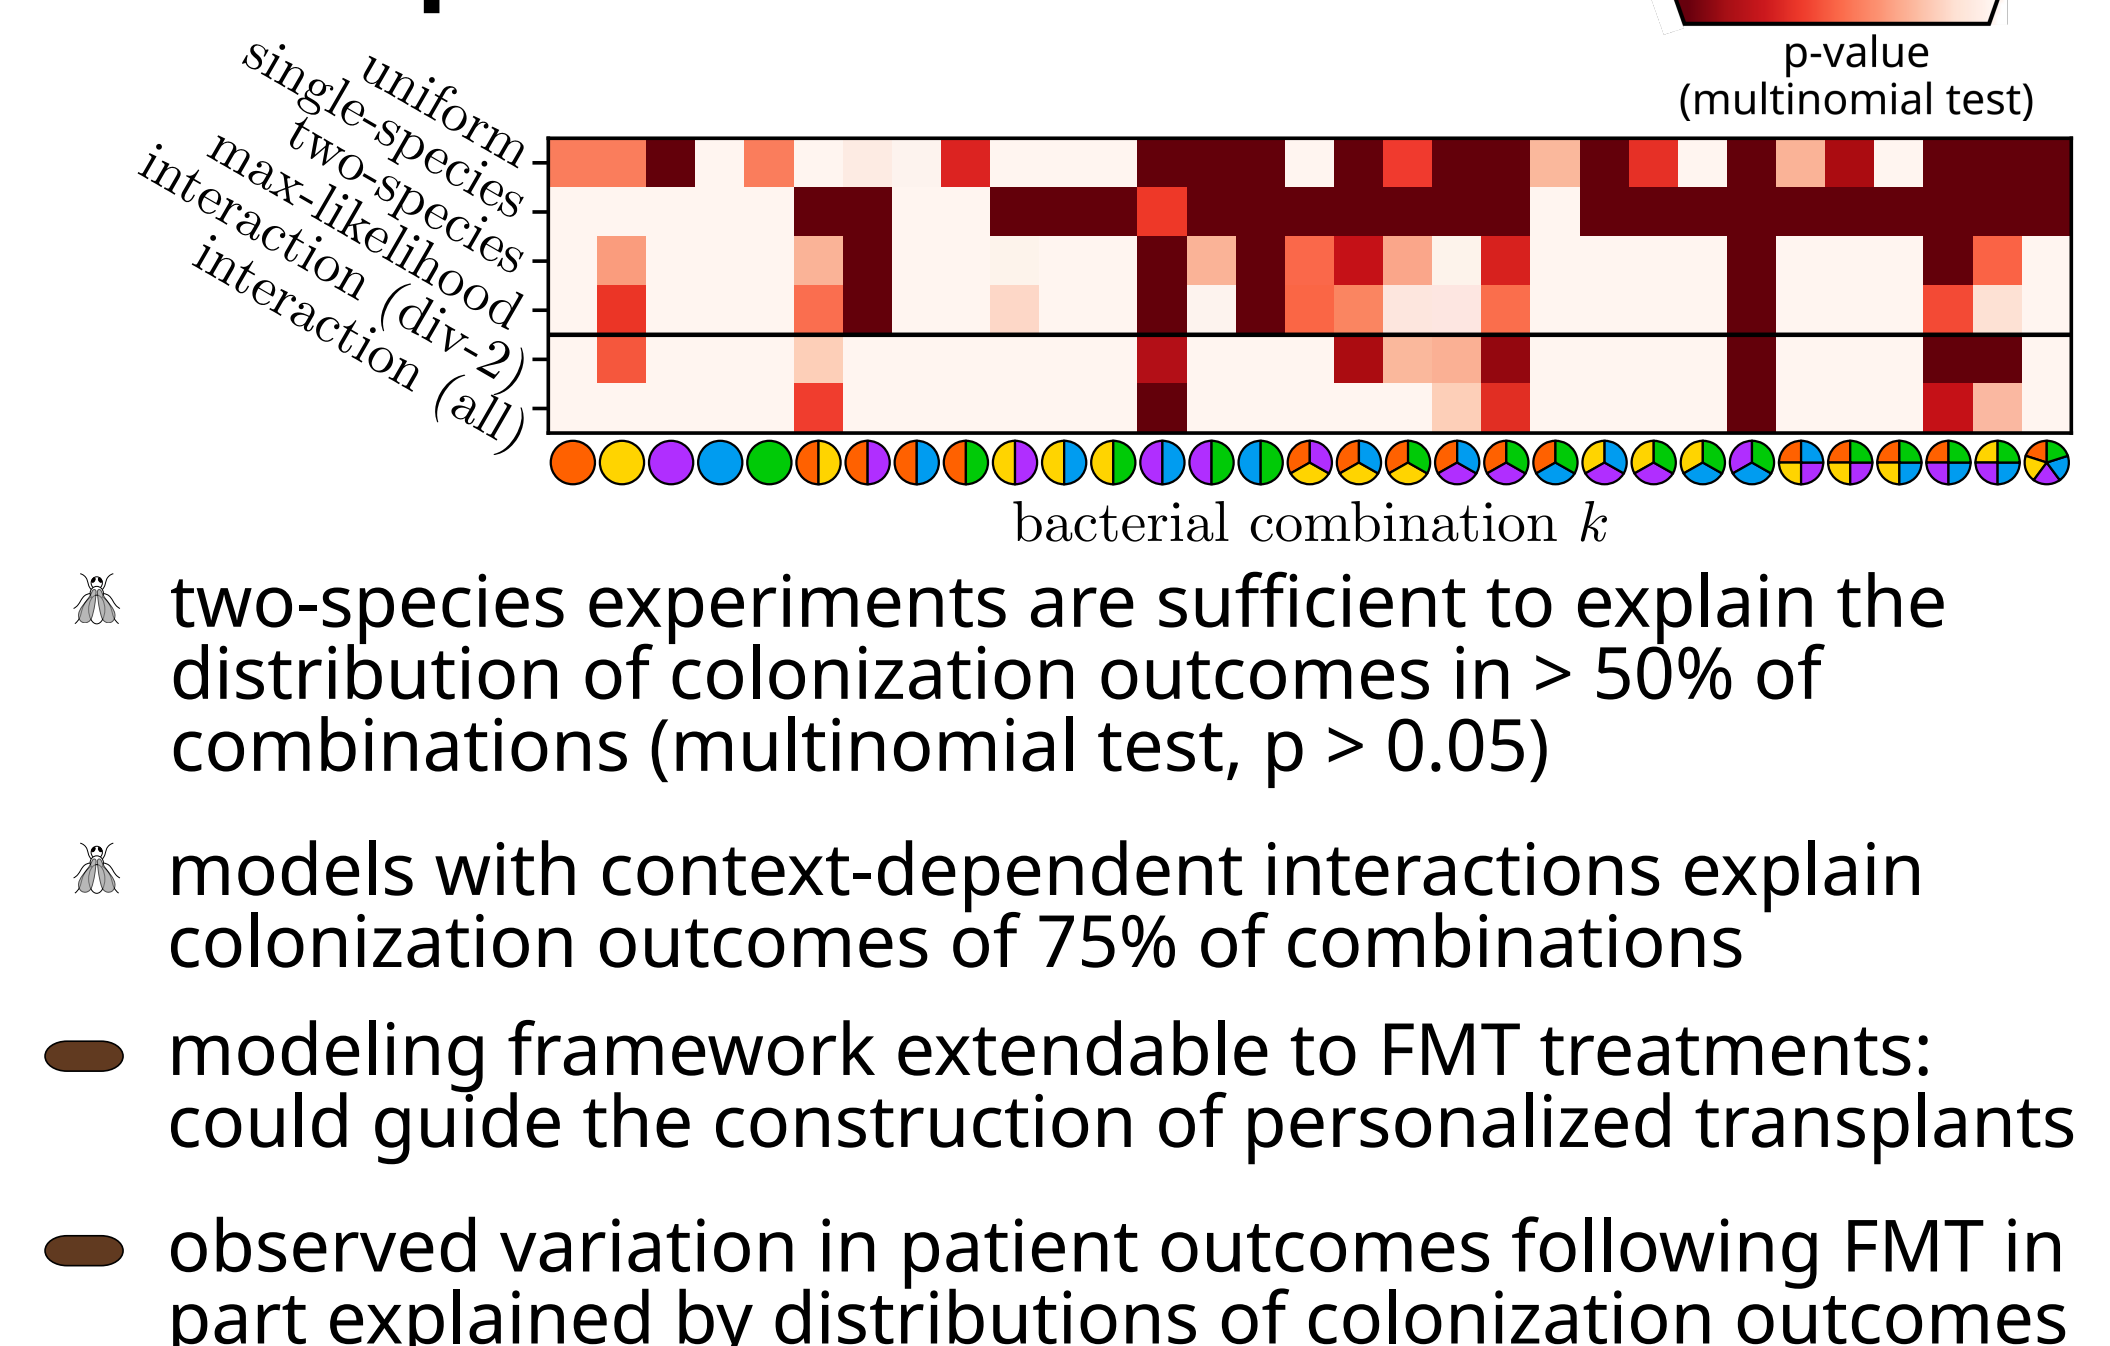 p-value
(multinomial test)
uniform
single-species
two-species
max-likelihood
interaction (div-2)
interaction (all)
bacterial combination k
two-species experiments are sufficient to explain the
distribution of colonization outcomes in > 50% of
combinations (multinomial test, p > 0.05)
models with context-dependent interactions explain
colonization outcomes of 75% of combinations
modeling framework extendable to FMT treatments:
could guide the construction of personalized transplants
observed variation in patient outcomes following FMT in
part explained by distributions of colonization outcomes